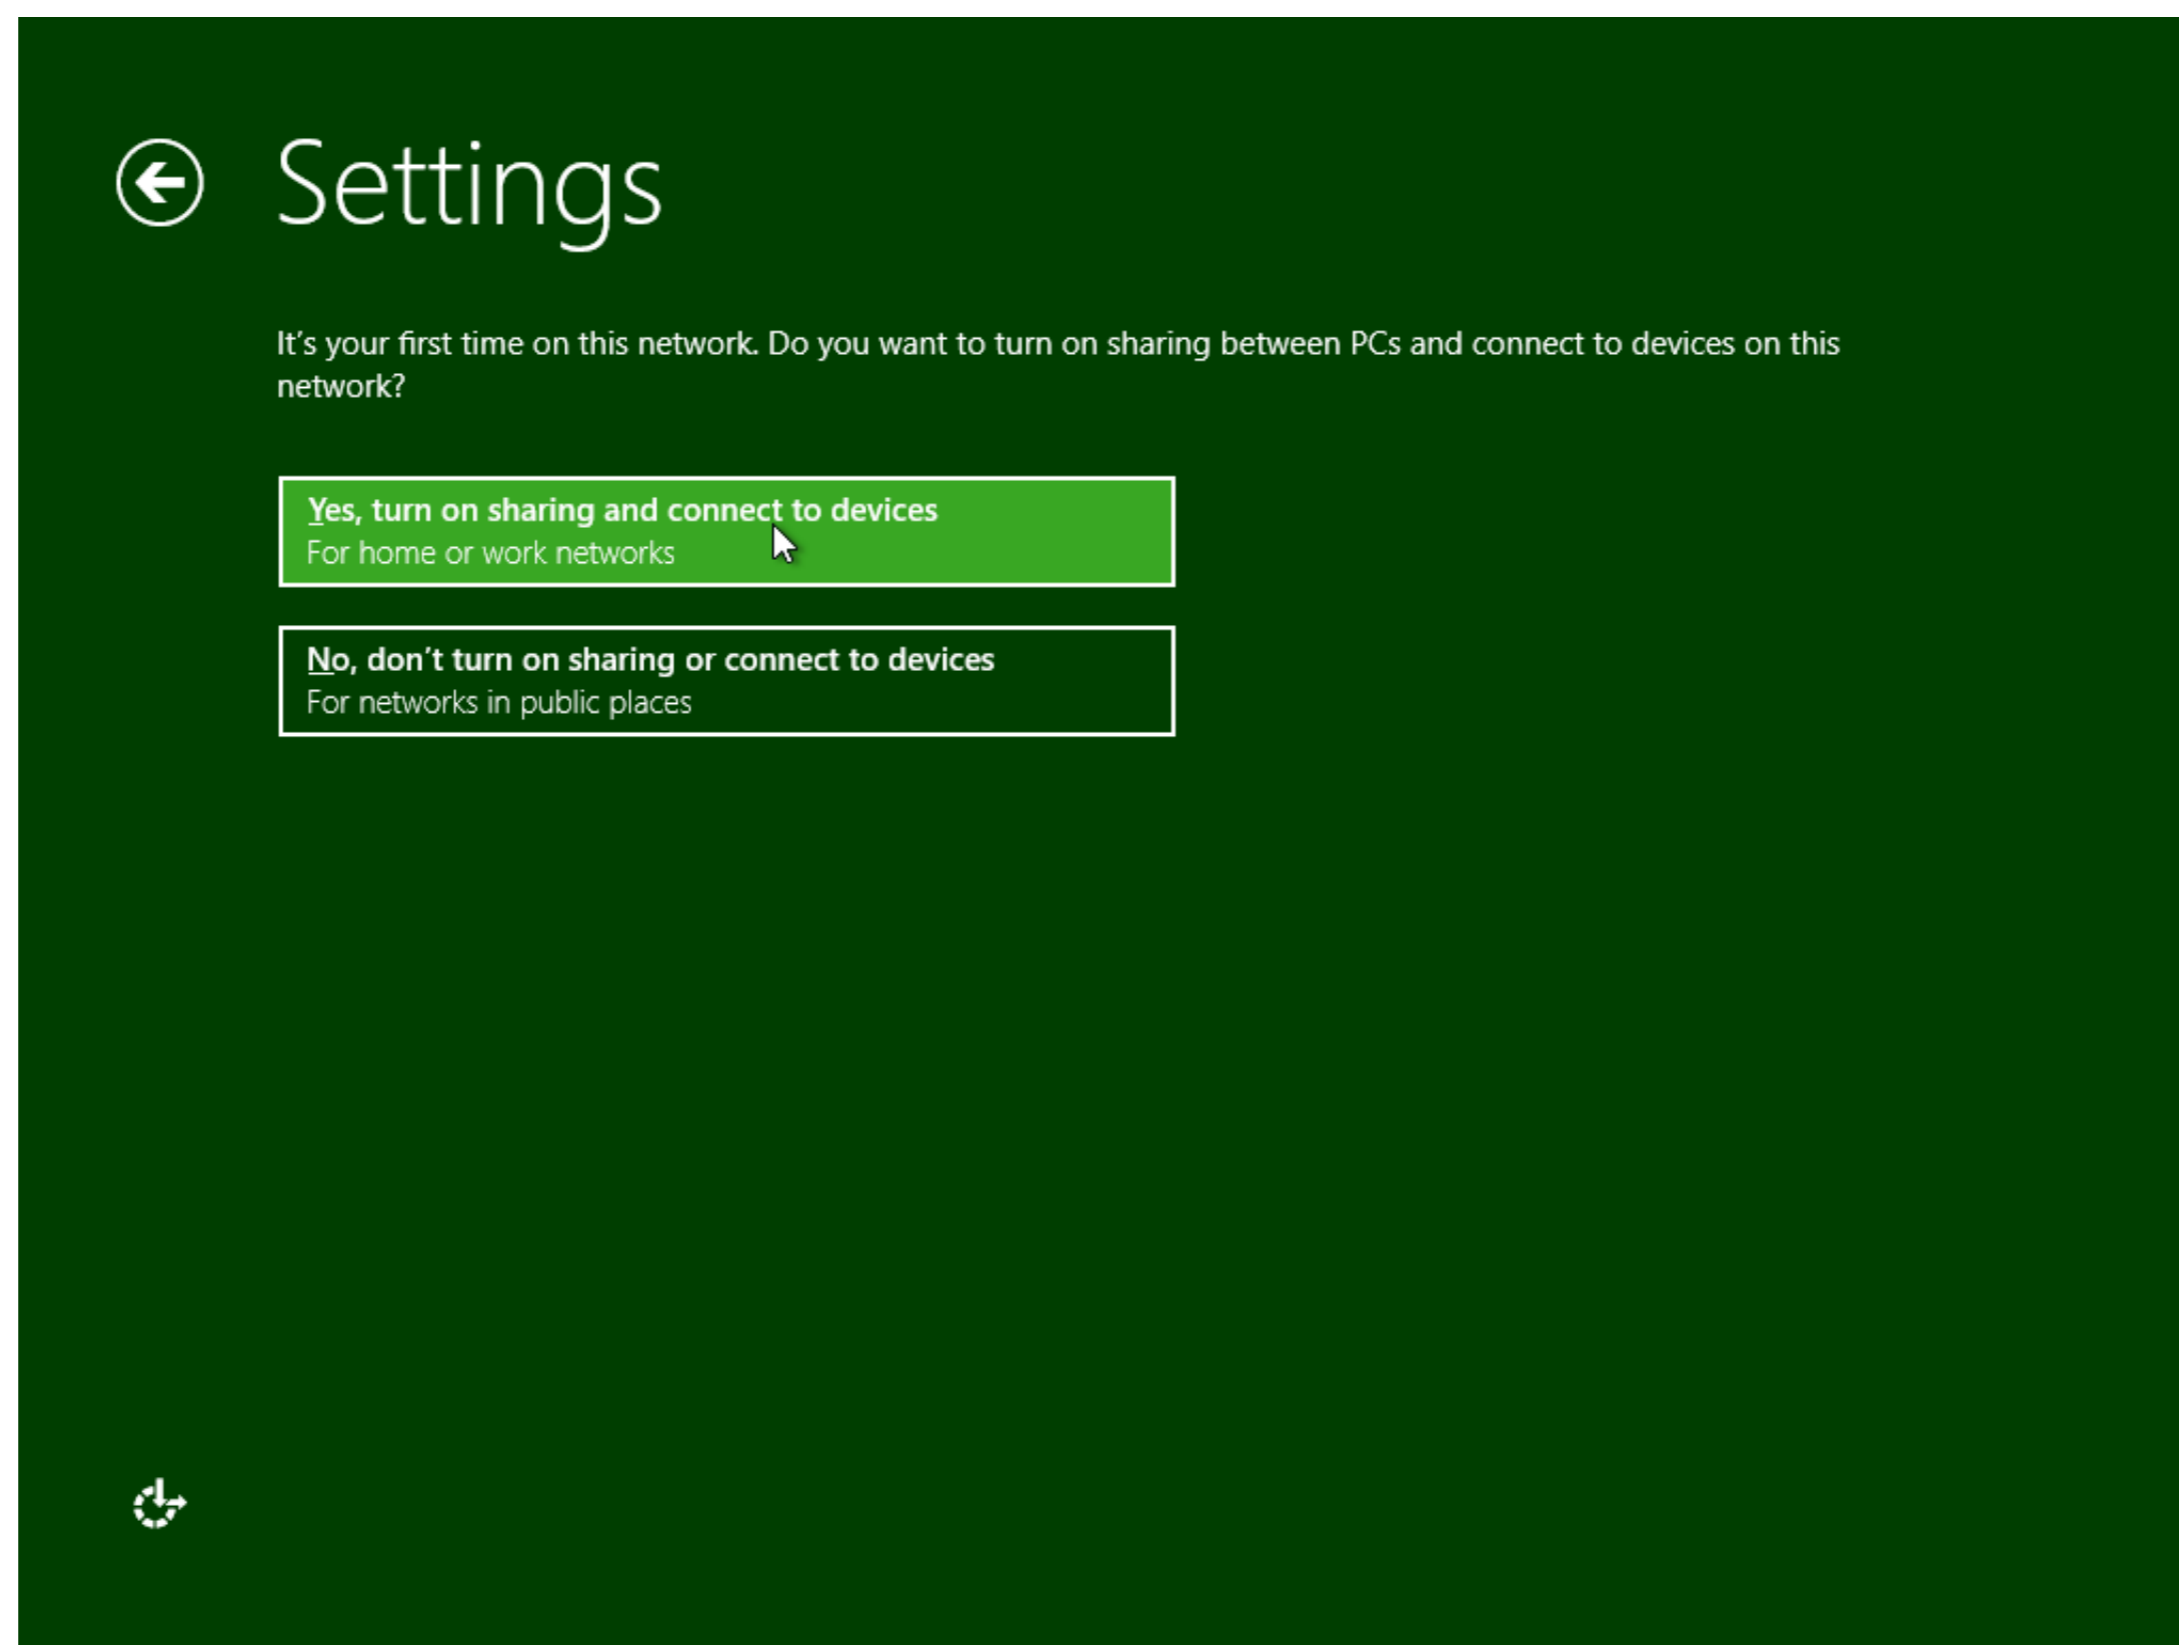 Settings
It's your first time on this network. Do you want to turn on sharing between PCs and connect to devices on this
network?
Yes, turn on sharing and connect to devices
For home or work networks
No, don't turn on sharing or connect to devices
For networks in public places